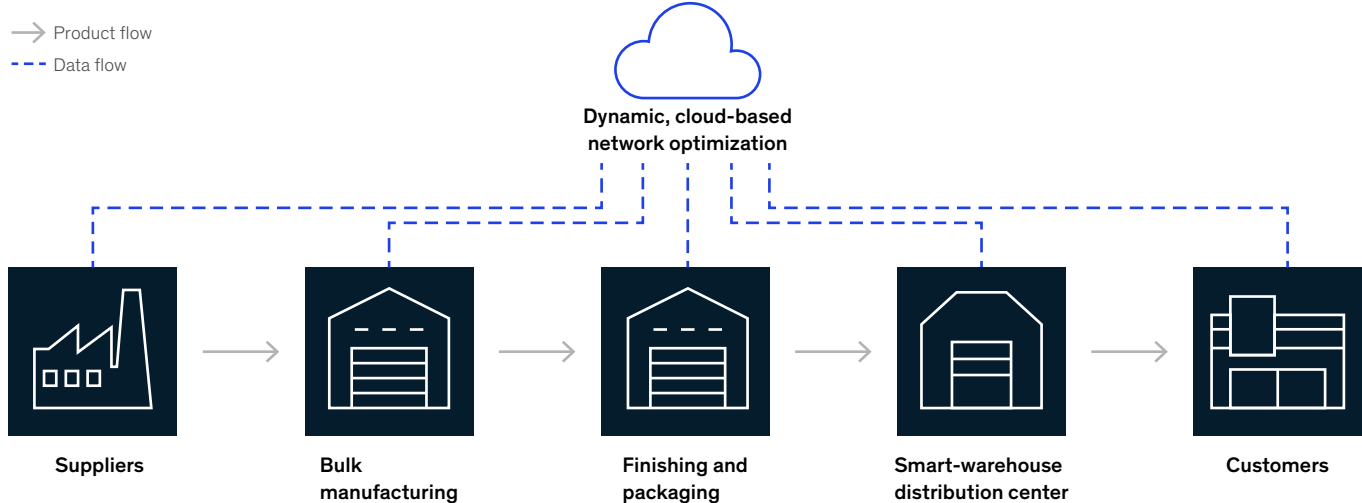 Product flow
Data flow
Dynamic, cloud-based
network optimization
Suppliers
Bulk
manufacturing
Finishing and
packaging
Smart-warehouse
distribution center
Customers